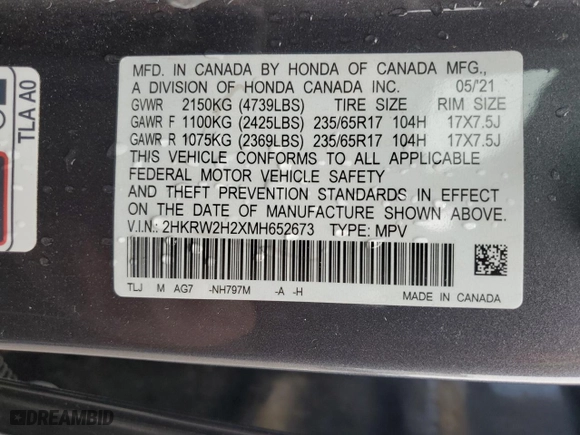 MFD. IN CANADA BY HONDA OF CANADA MFG.,
A DIVISION OF HONDA CANADA INC. 05/'21
GVWR 2150KG (4739LBS) TIRE SIZE RIM SIZE
GAWR F 1100KG (2425LBS) 235/65R17 104H 17X7.5J
GAWR R 1075KG (2369LBS) 235/65R17 104H 17X7.5J
THIS VEHICLE CONFORMS TO ALL APPLICABLE
FEDERAL MOTOR VEHICLE SAFETY
AND THEFT PREVENTION STANDARDS IN EFFECT
ON THE DATE OF MANUFACTURE SHOWN ABOVE.
V.I.N.: 2HKRW2H2XMH652673 TYPE: MPV
TLJ M AG7 -NH797M -A -H
MADE IN CANADA
TLA A0
DREAMBID